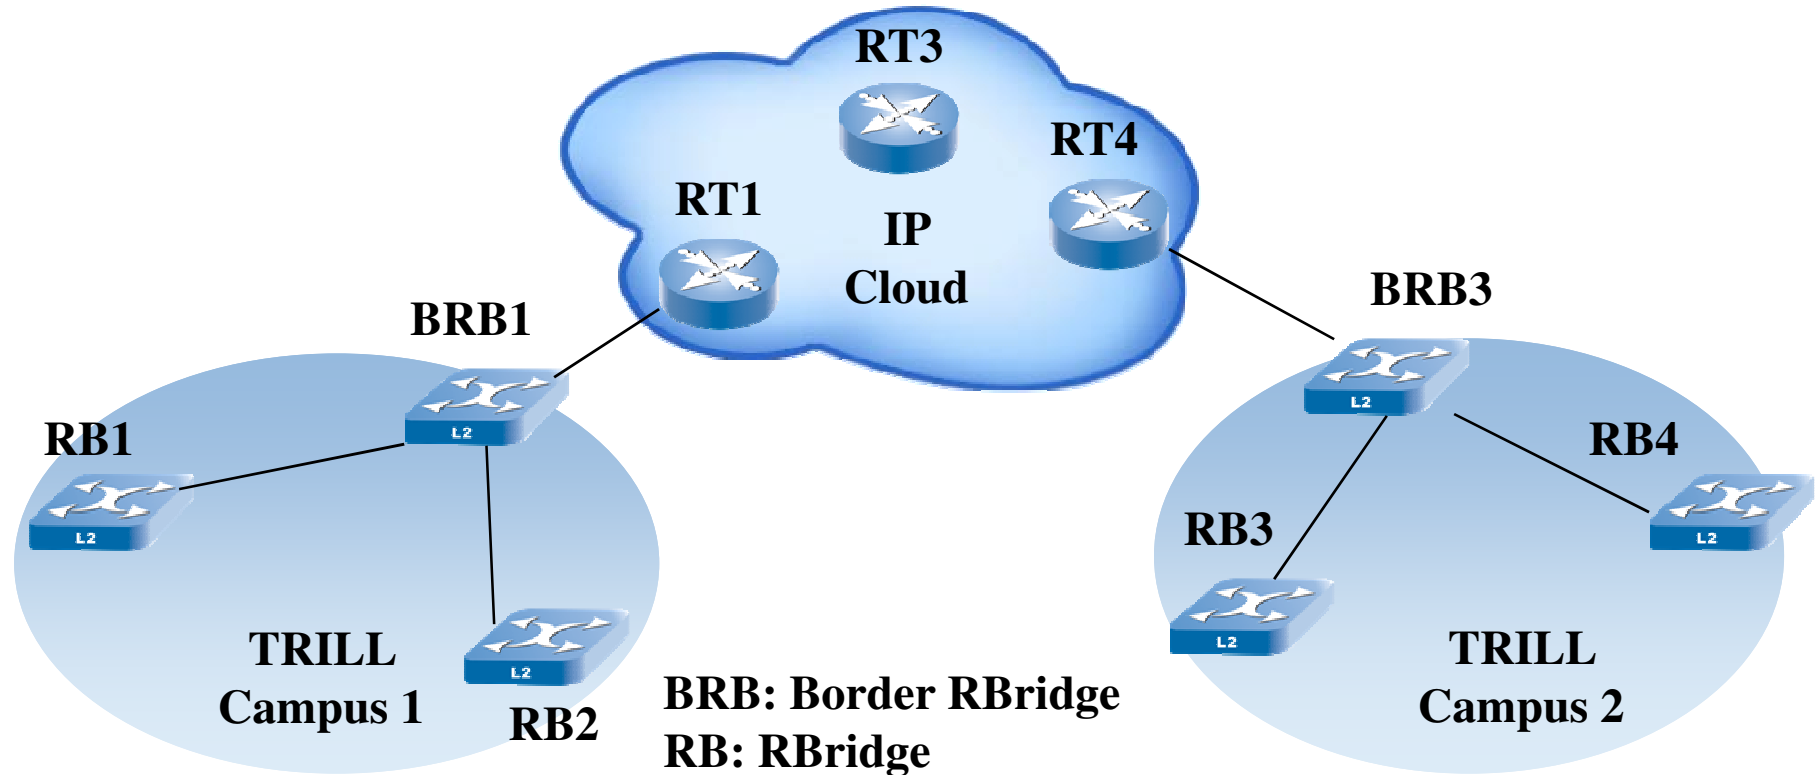 RT3
RT4
RT1
IP
Cloud
BRB3
BRB1
L2
L2
RB1
RB4
L2
L2
RB3
L2
L2
TRILL
Campus 1
RB2
BRB: Border RBridge
RB: RBridge
TRILL
Campus 2